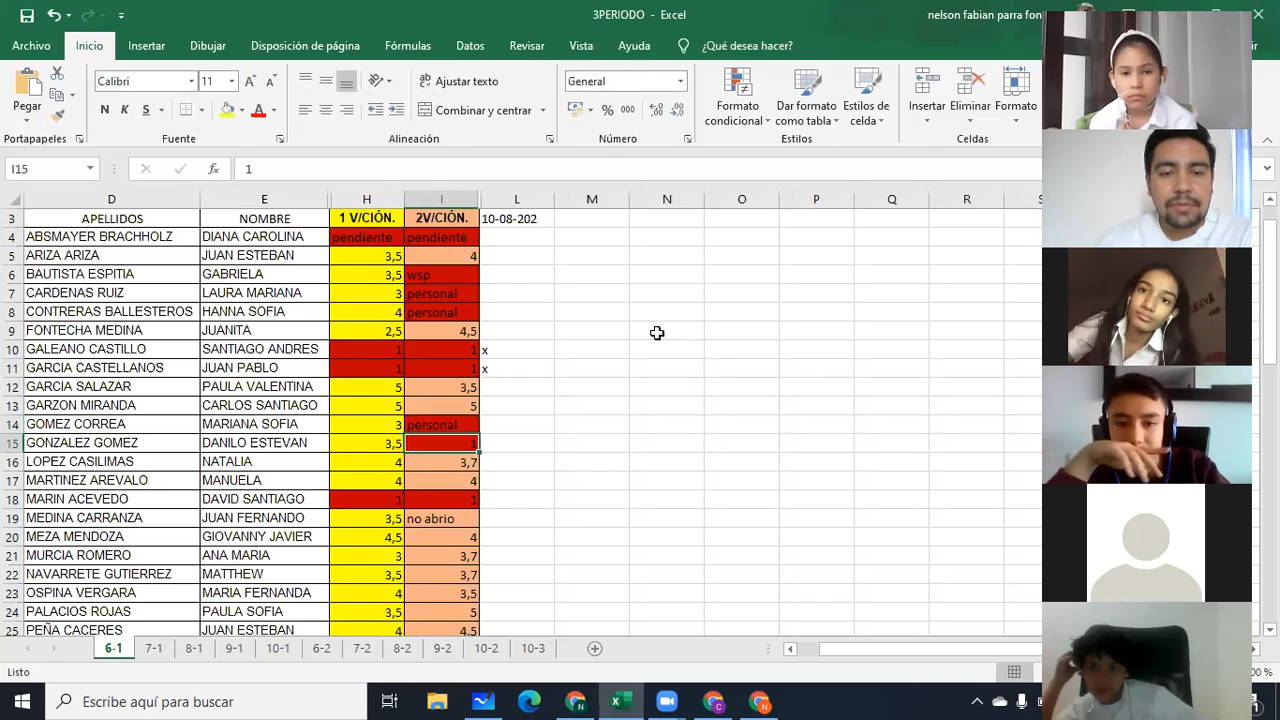 3PERIODO - Excel
nelson fabian parra fon
Archivo Inicio Insertar Dibujar Disposición de página Fórmulas Datos Revisar Vista Ayuda ¿Qué desea hacer?
Pegar
Calibri 11
N K S
Ajustar texto
Combinar y centrar
General
% 000
Formato condicional
Dar formato como tabla
Estilos de celda
Insertar Eliminar Formato
Portapapeles Fuente Alineación Número Estilos Celdas
I15 fx 1
D E H I L M N O P Q R
3 APELLIDOS NOMBRE 1 V/CIÓN. 2V/CIÓN. 10-08-202
4 ABSMAYER BRACHHOLZ DIANA CAROLINA pendiente pendiente
5 ARIZA ARIZA JUAN ESTEBAN 3,5 4
6 BAUTISTA ESPITIA GABRIELA 3,5 wsp
7 CARDENAS RUIZ LAURA MARIANA 3 personal
8 CONTRERAS BALLESTEROS HANNA SOFIA 4 personal
9 FONTECHA MEDINA JUANITA 2,5 4,5
10 GALEANO CASTILLO SANTIAGO ANDRES 1 1 x
11 GARCIA CASTELLANOS JUAN PABLO 1 1 x
12 GARCIA SALAZAR PAULA VALENTINA 5 3,5
13 GARZON MIRANDA CARLOS SANTIAGO 5 5
14 GOMEZ CORREA MARIANA SOFIA 3 personal
15 GONZALEZ GOMEZ DANILO ESTEVAN 3,5 1
16 LOPEZ CASILIMAS NATALIA 4 3,7
17 MARTINEZ AREVALO MANUELA 4 4
18 MARIN ACEVEDO DAVID SANTIAGO 1 1
19 MEDINA CARRANZA JUAN FERNANDO 3,5 no abrio
20 MEZA MENDOZA GIOVANNY JAVIER 4,5 4
21 MURCIA ROMERO ANA MARIA 3 3,7
22 NAVARRETE GUTIERREZ MATTHEW 3,5 3,7
23 OSPINA VERGARA MARIA FERNANDA 4 3,5
24 PALACIOS ROJAS PAULA SOFIA 3,5 5
25 PEÑA CACERES JUAN ESTEBAN 4 4,5
6-1 7-1 8-1 9-1 10-1 6-2 7-2 8-2 9-2 10-2 10-3
Listo
00 %
Escribe aquí para buscar